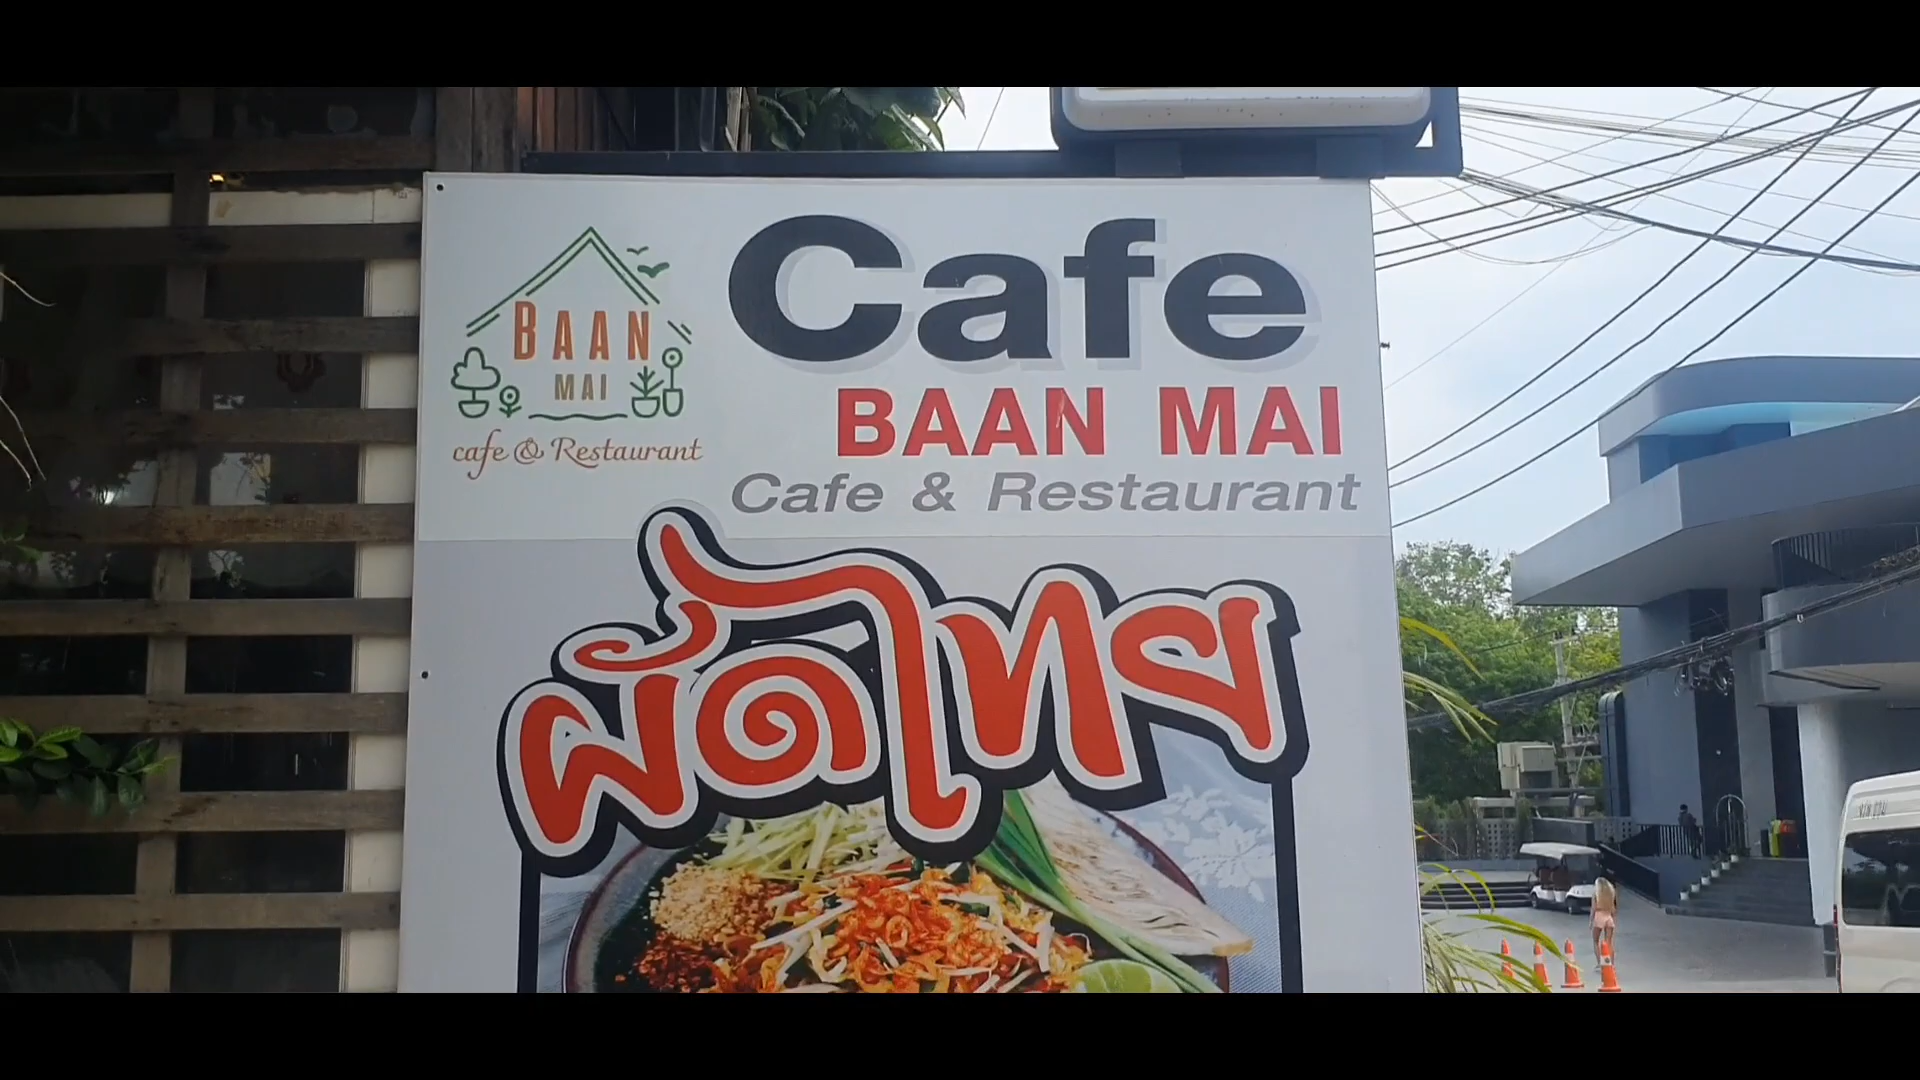 BAAN
MAI
cafe & Restaurant
Cafe
BAAN MAI
Cafe & Restaurant
ผัดไทย